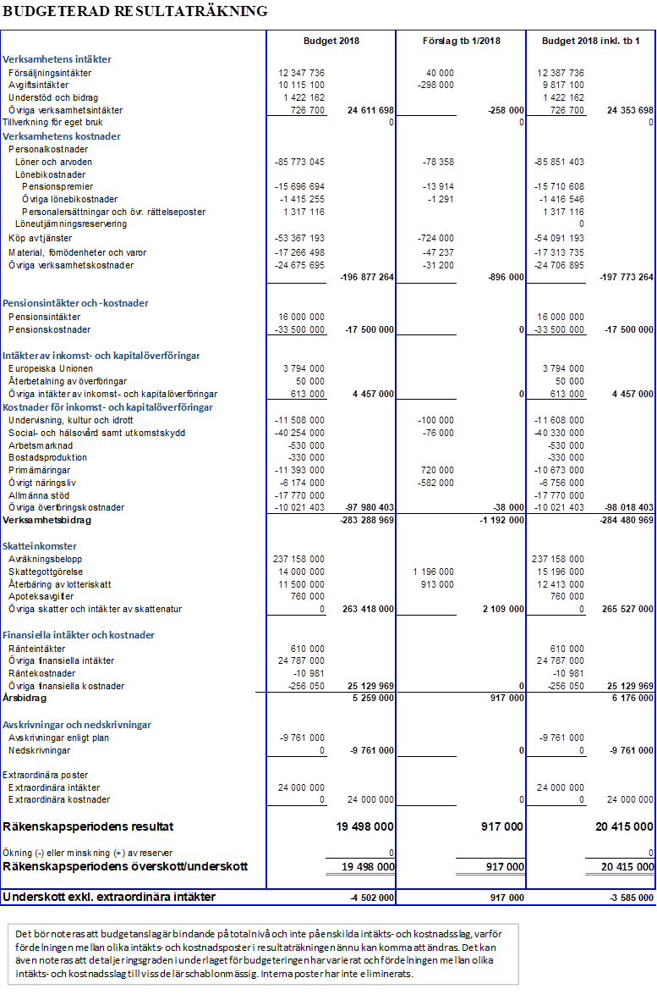 BUDGETERAD RESULTATRÄKNING
Budget 2018 Förslag tb 1/2018 Budget 2018 inkl. tb 1
Verksamhetens intäkter
Försäljningsintäkter 12 347 736 40 000 12 387 736
Avgiftsintäkter 10 115 100 -298 000 9 817 100
Understöd och bidrag 1 422 162 1 422 162
Övriga verksamhetsintäkter 726 700 24 611 698 -258 000 726 700 24 353 698
Tillverkning för eget bruk 0 0 0
Verksamhetens kostnader
Personalkostnader
Löner och arvoden -85 773 045 -78 358 -85 851 403
Lönebikostnader
Pensionspremier -15 696 694 -13 914 -15 710 608
Övriga lönebikostnader -1 415 255 -1 291 -1 416 546
Personalersättningar och övr. rättelseposter 1 317 116 1 317 116
Löneutjämningsreservering 0
Köp av tjänster -53 367 193 -724 000 -54 091 193
Material, förnödenheter och varor -17 266 498 -47 237 -17 313 735
Övriga verksamhetskostnader -24 675 695 -31 200 -24 706 895
-196 877 264 -896 000 -197 773 264
Pensionsintäkter och -kostnader
Pensionsintäkter 16 000 000 16 000 000
Pensionskostnader -33 500 000 -17 500 000 0 -33 500 000 -17 500 000
Intäkter av inkomst- och kapitalöverföringar
Europeiska Unionen 3 794 000 3 794 000
Återbetalning av överföringar 50 000 50 000
Övriga intäkter av inkomst- och kapitalöverföringar 613 000 4 457 000 0 613 000 4 457 000
Kostnader för inkomst- och kapitalöverföringar
Undervisning, kultur och idrott -11 508 000 -100 000 -11 608 000
Social- och hälsovård samt utkomstskydd -40 254 000 -76 000 -40 330 000
Arbetsmarknad -530 000 -530 000
Bostadsproduktion -330 000 -330 000
Primärnäringar -11 393 000 720 000 -10 673 000
Övrigt näringsliv -6 174 000 -582 000 -6 756 000
Allmänna stöd -17 770 000 -17 770 000
Övriga överföringskostnader -10 021 403 -97 980 403 -38 000 -10 021 403 -98 018 403
Verksamhetsbidrag -283 288 969 -1 192 000 -284 480 969
Skatteinkomster
Avräkningsbelopp 237 158 000 237 158 000
Skattegottgörelse 14 000 000 1 196 000 15 196 000
Återbäring av lotteriskatt 11 500 000 913 000 12 413 000
Apoteksavgifter 760 000 760 000
Övriga skatter och intäkter av skattenatur 0 263 418 000 2 109 000 0 265 527 000
Finansiella intäkter och kostnader
Ränteintäkter 610 000 610 000
Övriga finansiella intäkter 24 787 000 24 787 000
Räntekostnader -10 981 -10 981
Övriga finansiella kostnader -256 050 25 129 969 0 -256 050 25 129 969
Årsbidrag 5 259 000 917 000 6 176 000
Avskrivningar och nedskrivningar
Avskrivningar enligt plan -9 761 000 -9 761 000
Nedskrivningar 0 -9 761 000 0 0 -9 761 000
Extraordinära poster
Extraordinära intäkter 24 000 000 24 000 000
Extraordinära kostnader 0 24 000 000 0 0 24 000 000
Räkenskapsperiodens resultat 19 498 000 917 000 20 415 000
Ökning (-) eller minskning (+) av reserver 0 0 0
Räkenskapsperiodens överskott/underskott 19 498 000 917 000 20 415 000
Underskott exkl. extraordinära intäkter -4 502 000 917 000 -3 585 000
Det bör noteras att budgetanslag är bindande på total nivå och inte på enskilda intäkts- och kostnadsslag, varför
fördelningen mellan olika intäkts- och kostnadsposter i resultaträkningen ännu kan komma att ändras. Det kan
även noteras att detaljeringsgraden i underlaget för budgeteringen har varierat och fördelningen mellan olika
intäkts- och kostnadsslag till viss del är schablonmässig. Interna poster har inte eliminerats.